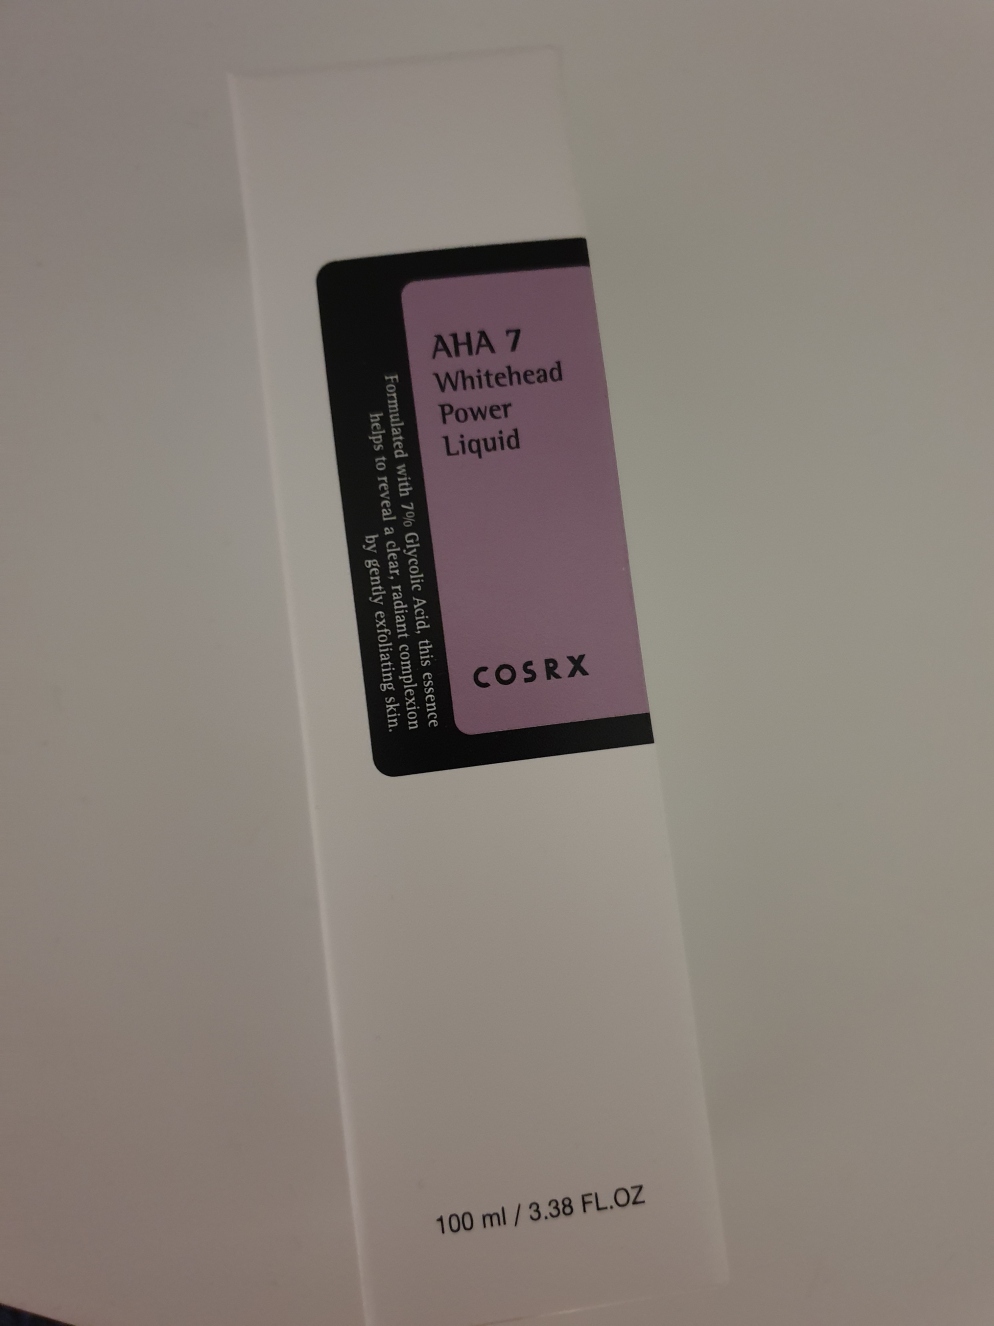 AHA 7
Whitehead
Power
Liquid
Formulated with 7% Glycolic Acid, this essence
helps to reveal a clear, radiant complexion
by gently exfoliating skin.
COSRX
100 ml / 3.38 FL.OZ